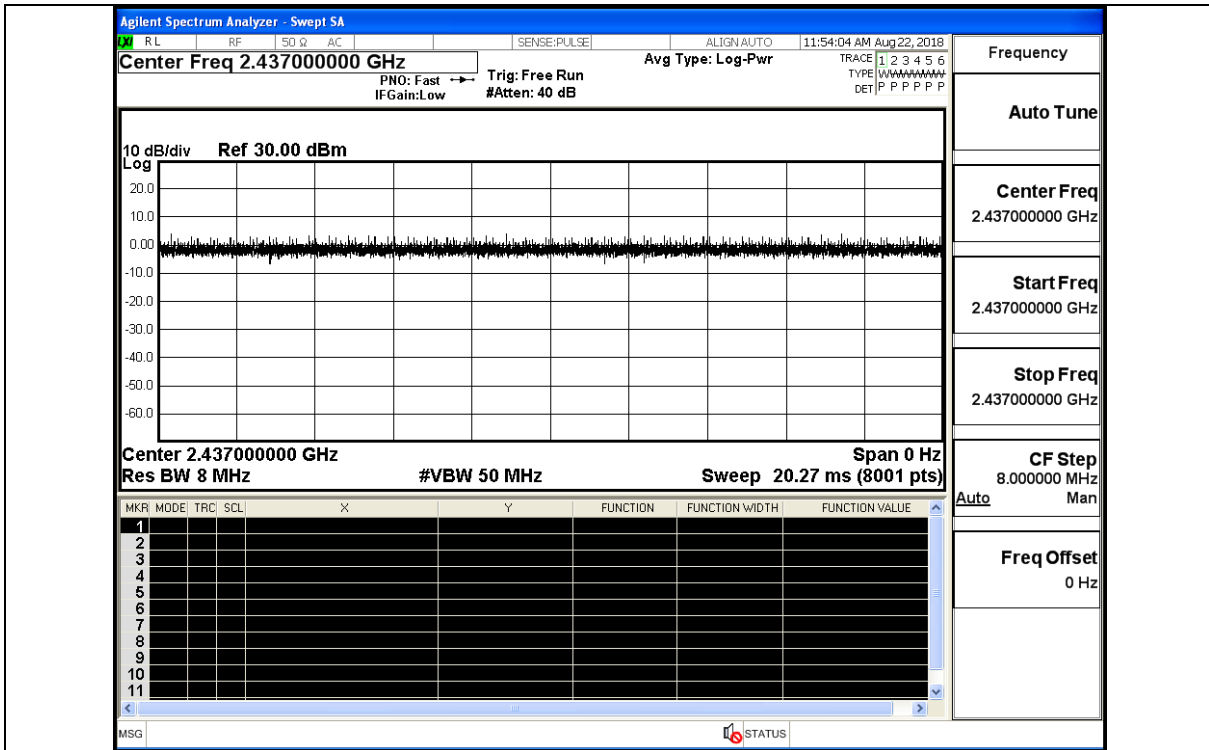 Agilent Spectrum Analyzer - Swept SA
LXI RL RF 50 Ω AC SENSE:PULSE ALIGN AUTO 11:54:04 AM Aug 22, 2018
Center Freq 2.437000000 GHz
PNO: Fast
IFGain:Low
Trig: Free Run
#Atten: 40 dB
Avg Type: Log-Pwr
TRACE 1 2 3 4 5 6
TYPE WWWWWW
DET P P P P P P
10 dB/div Ref 30.00 dBm
Log
20.0
10.0
0.00
-10.0
-20.0
-30.0
-40.0
-50.0
-60.0
Center 2.437000000 GHz Span 0 Hz
Res BW 8 MHz #VBW 50 MHz Sweep 20.27 ms (8001 pts)
MKR MODE TRC SCL X Y FUNCTION FUNCTION WIDTH FUNCTION VALUE
1
2
3
4
5
6
7
8
9
10
11
MSG STATUS
Frequency
Auto Tune
Center Freq
2.437000000 GHz
Start Freq
2.437000000 GHz
Stop Freq
2.437000000 GHz
CF Step
8.000000 MHz
Auto Man
Freq Offset
0 Hz